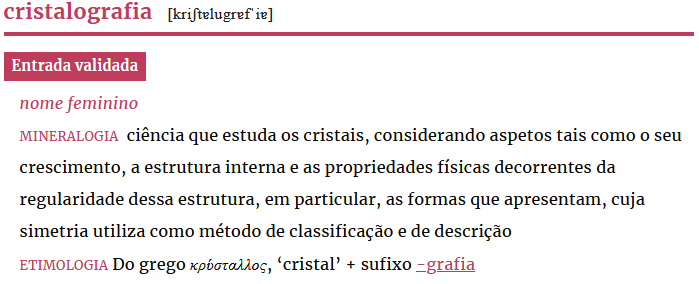 cristalografia [kriʃtɐlugrɐfˈiɐ]
Entrada validada
nome feminino
MINERALOGIA ciência que estuda os cristais, considerando aspetos tais como o seu
crescimento, a estrutura interna e as propriedades físicas decorrentes da
regularidade dessa estrutura, em particular, as formas que apresentam, cuja
simetria utiliza como método de classificação e de descrição
ETIMOLOGIA Do grego κρύσταλλος, ‘cristal’ + sufixo -grafia